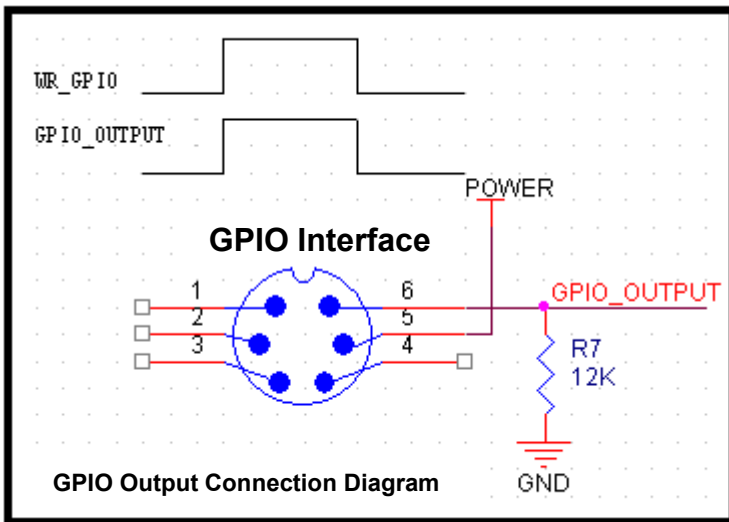 WR_GPIO
GPIO_OUTPUT
POWER
GPIO Interface
1
6
GPIO_OUTPUT
2
5
3
4
R7
12K
GPIO Output Connection Diagram
GND